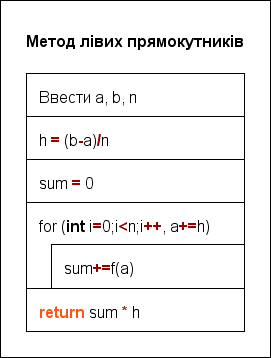 Метод лівих прямокутників
Ввести a, b, n
h = (b-a)/n
sum = 0
for (int i=0;i<n;i++, a+=h)
sum+=f(a)
return sum * h